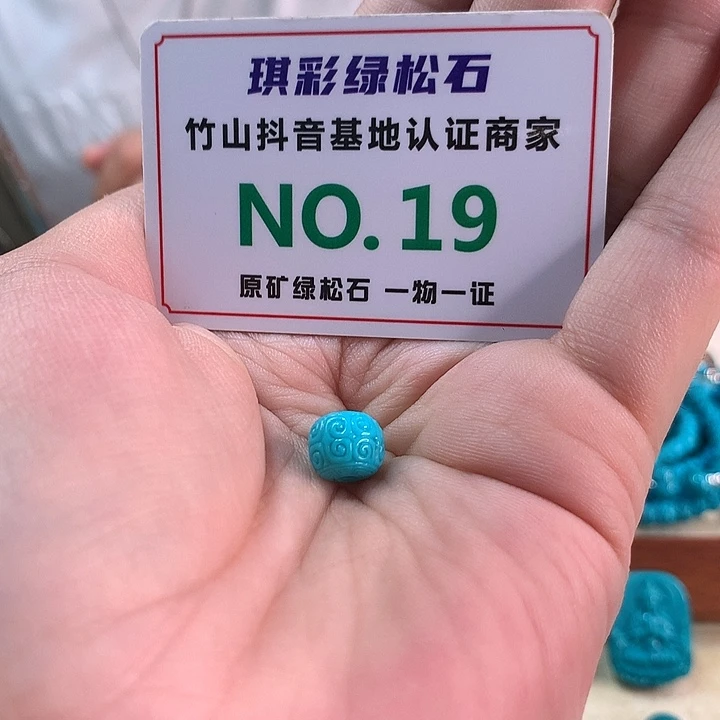 琪彩绿松石
竹山抖音基地认证商家
NO. 19
原矿绿松石 一物一证